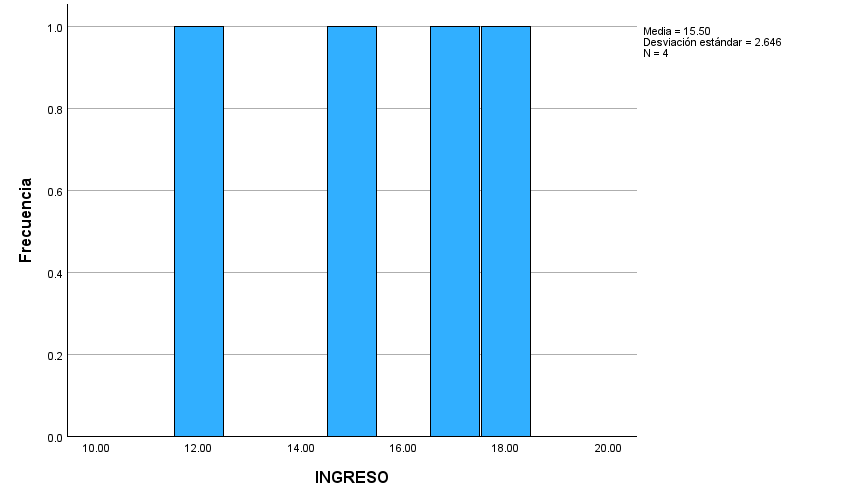 Media = 15.50
Desviación estándar = 2.646
N = 4
1.0
0.8
0.6
0.4
0.2
0.0
Frecuencia
10.00 12.00 14.00 16.00 18.00 20.00
INGRESO